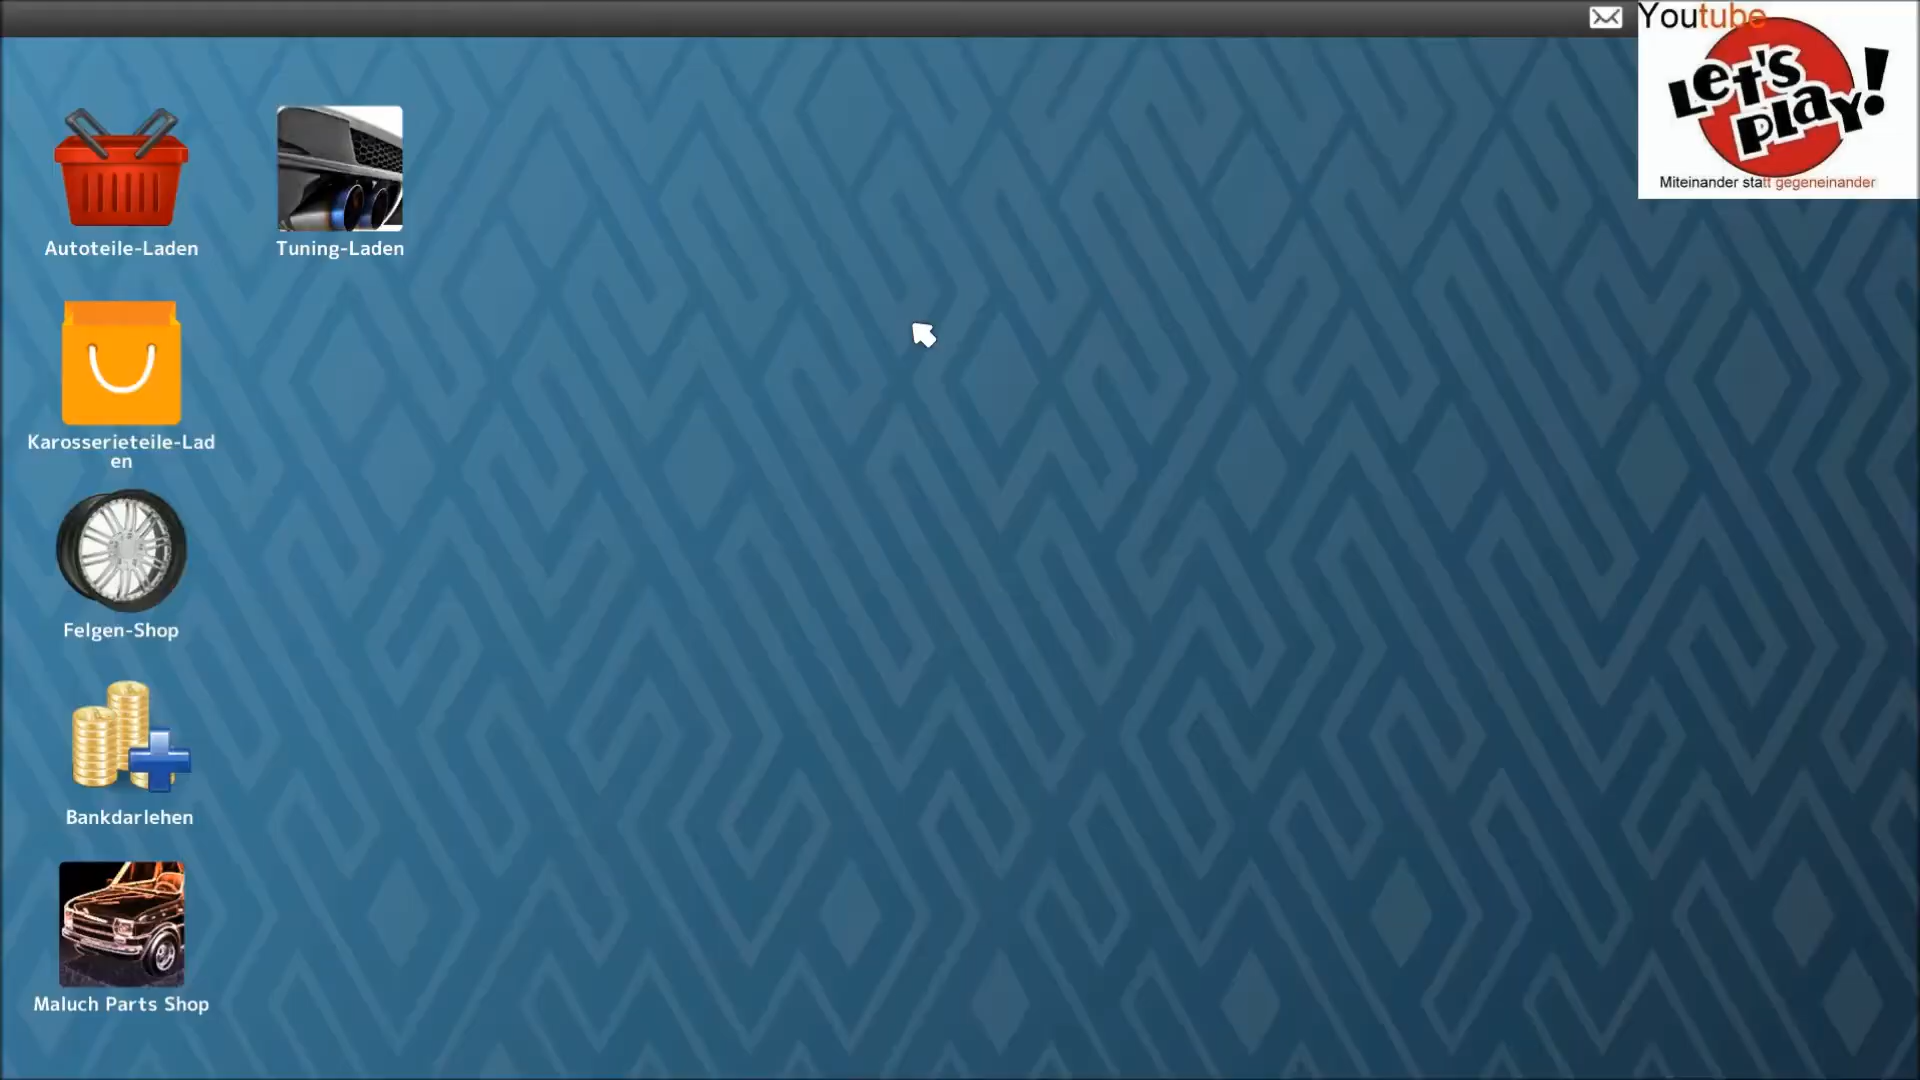 Youtube
Let's
play!
Miteinander statt gegeneinander
Autoteile-Laden
Tuning-Laden
Karosserieteile-Lad
en
Felgen-Shop
Bankdarlehen
Maluch Parts Shop